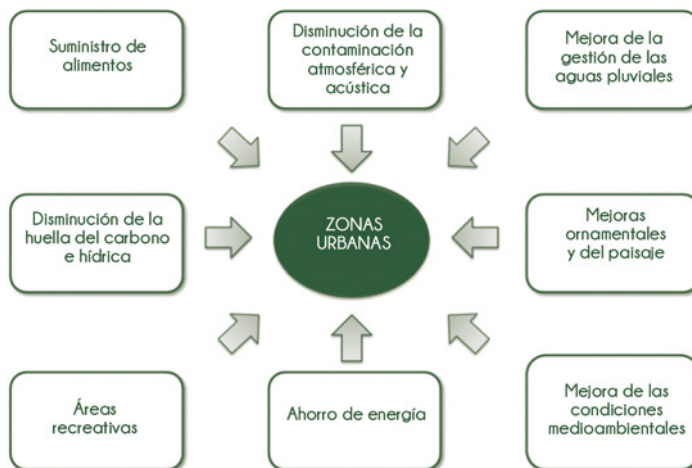 Suministro de
alimentos
Disminución de la
contaminación
atmosférica y
acústica
Mejora de la
gestión de las
aguas pluviales
Disminución de la
huella del carbono
e hídrica
ZONAS
URBANAS
Mejoras
ornamentales
y del paisaje
Áreas
recreativas
Ahorro de energía
Mejora de las
condiciones
medioambientales